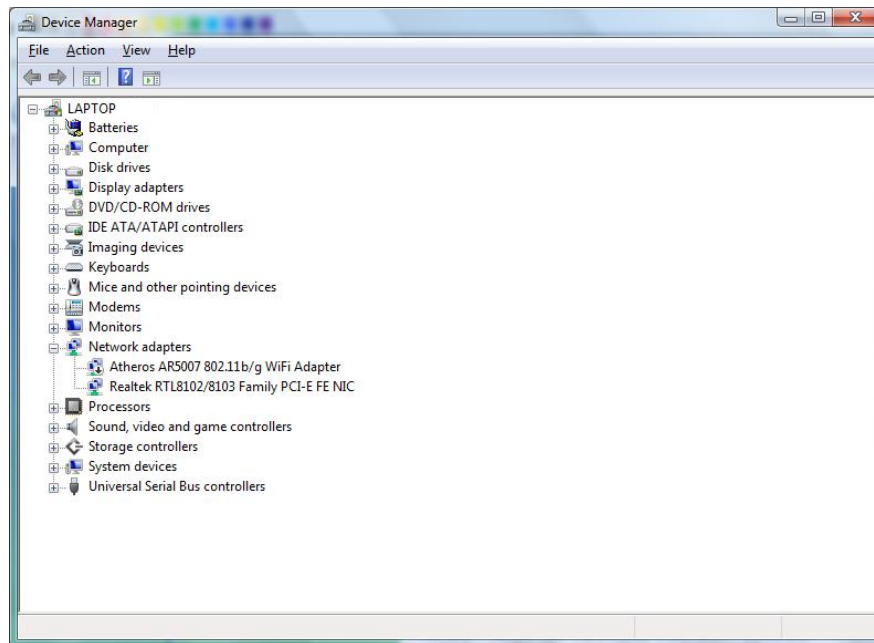 Device Manager
File Action View Help
LAPTOP
Batteries
Computer
Disk drives
Display adapters
DVD/CD-ROM drives
IDE ATA/ATAPI controllers
Imaging devices
Keyboards
Mice and other pointing devices
Modems
Monitors
Network adapters
Atheros AR5007 802.11b/g WiFi Adapter
Realtek RTL8102/8103 Family PCI-E FE NIC
Processors
Sound, video and game controllers
Storage controllers
System devices
Universal Serial Bus controllers